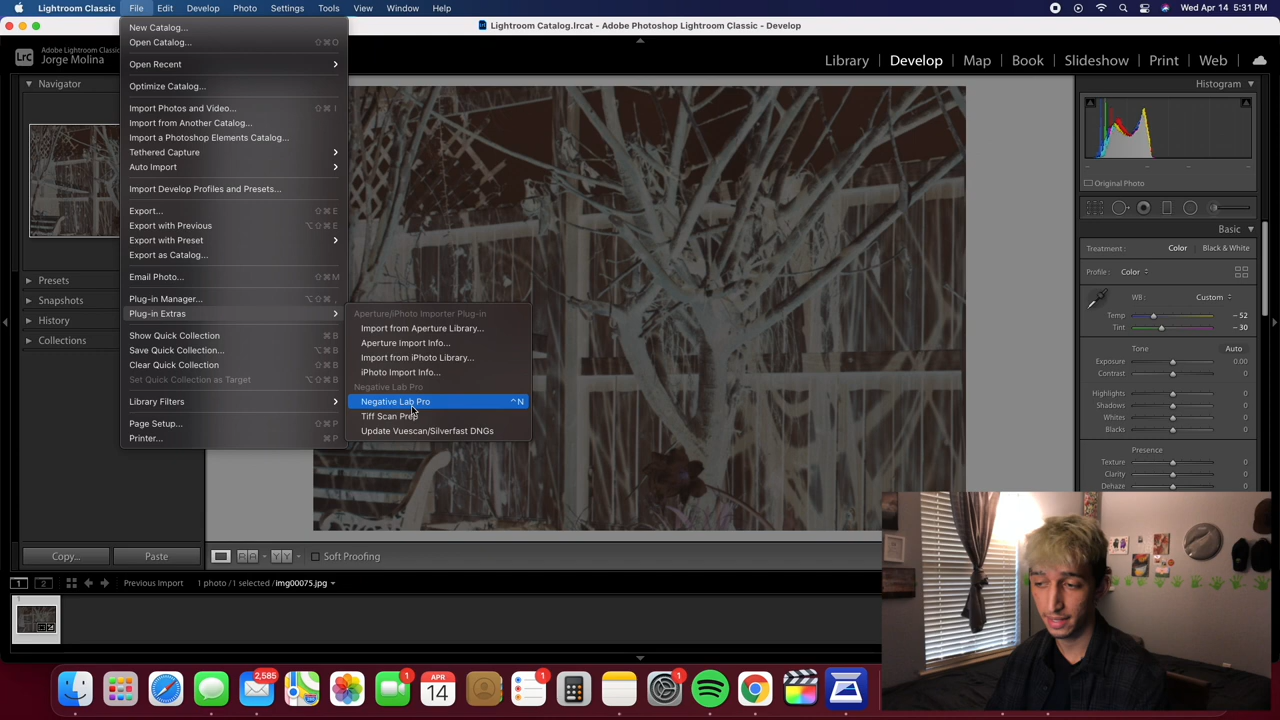 Lightroom Classic File Edit Develop Photo Settings Tools View Window Help Wed Apr 14 5:31 PM
Lightroom Catalog.lrcat - Adobe Photoshop Lightroom Classic - Develop
Lrc Adobe Lightroom Classic
Jorge Molina
Library | Develop | Map | Book | Slideshow | Print | Web
Navigator
Presets
Snapshots
History
Collections
Copy...
Paste
New Catalog...
Open Catalog... ⇧⌘O
Open Recent
Optimize Catalog...
Import Photos and Video... ⇧⌘I
Import from Another Catalog...
Import a Photoshop Elements Catalog...
Tethered Capture
Auto Import
Import Develop Profiles and Presets...
Export... ⇧⌘E
Export with Previous ⌥⇧⌘E
Export with Preset
Export as Catalog...
Email Photo... ⇧⌘M
Plug-in Manager... ⌥⇧⌘,
Plug-in Extras
Show Quick Collection ⌘B
Save Quick Collection... ⌥⌘B
Clear Quick Collection ⇧⌘B
Set Quick Collection as Target ⌥⇧⌘B
Library Filters
Page Setup... ⇧⌘P
Printer... ⌘P
Aperture/iPhoto Importer Plug-in
Import from Aperture Library...
Aperture Import Info...
Import from iPhoto Library...
iPhoto Import Info...
Negative Lab Pro
Negative Lab Pro ^N
Tiff Scan Prep
Update Vuescan/Silverfast DNGs
Histogram
Original Photo
Basic
Treatment: Color Black & White
Profile: Color
WB: Custom
Temp - 52
Tint - 30
Tone Auto
Exposure 0.00
Contrast 0
Highlights 0
Shadows 0
Whites 0
Blacks 0
Presence
Texture 0
Clarity 0
Dehaze 0
Soft Proofing
1 2 Previous Import 1 photo / 1 selected / img00075.jpg
1
2,585
1
APR
14
1
1